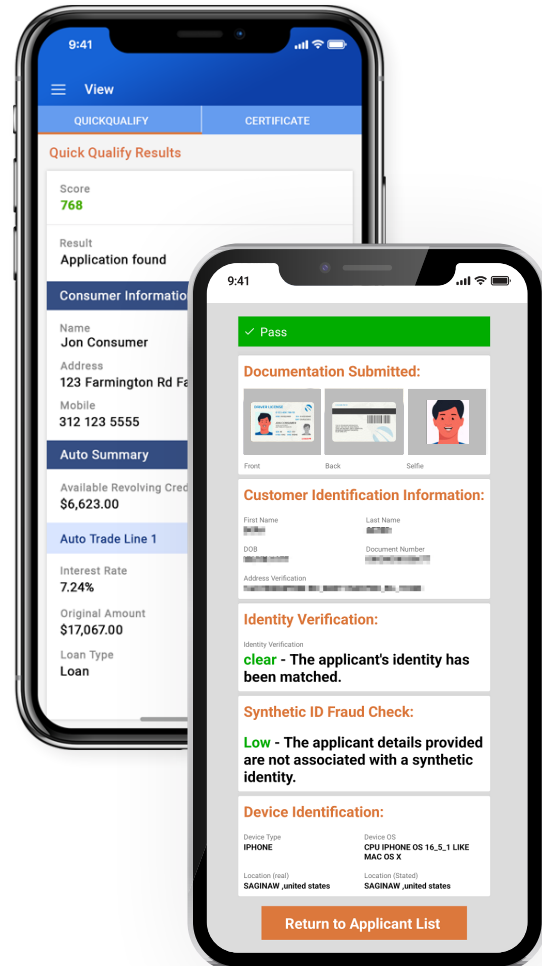 9:41
View
QUICKQUALIFY
CERTIFICATE
Quick Qualify Results
Score
768
Result
Application found
Consumer Informatio
Name
Jon Consumer
Address
123 Farmington Rd Fa
Mobile
312 123 5555
Auto Summary
Available Revolving Cred
$6,623.00
Auto Trade Line 1
Interest Rate
7.24%
Original Amount
$17,067.00
Loan Type
Loan
9:41
Pass
Documentation Submitted:
DRIVER LICENSE
Front
Back
Selfie
Customer Identification Information:
First Name
Last Name
DOB
Document Number
Address Verification
Identity Verification:
Identity Verification
clear - The applicant's identity has
been matched.
Synthetic ID Fraud Check:
Low - The applicant details provided
are not associated with a synthetic
identity.
Device Identification:
Device Type
IPHONE
Device OS
CPU IPHONE OS 16_5_1 LIKE
MAC OS X
Location (real)
SAGINAW ,united states
Location (Stated)
SAGINAW ,united states
Return to Applicant List